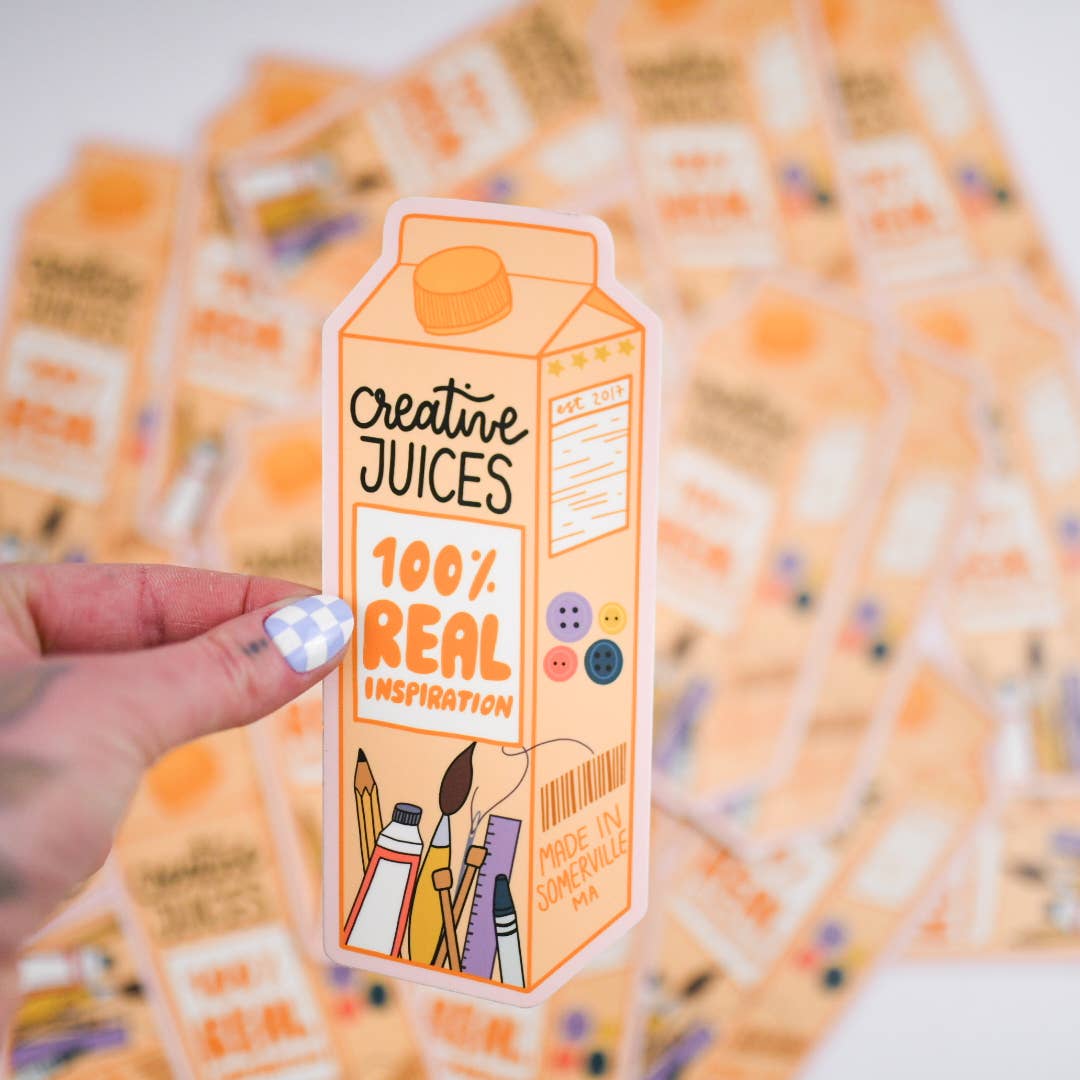 creative
JUICES
100%
REAL
INSPIRATION
est 2017
MADE IN
SOMERVILLE
MA